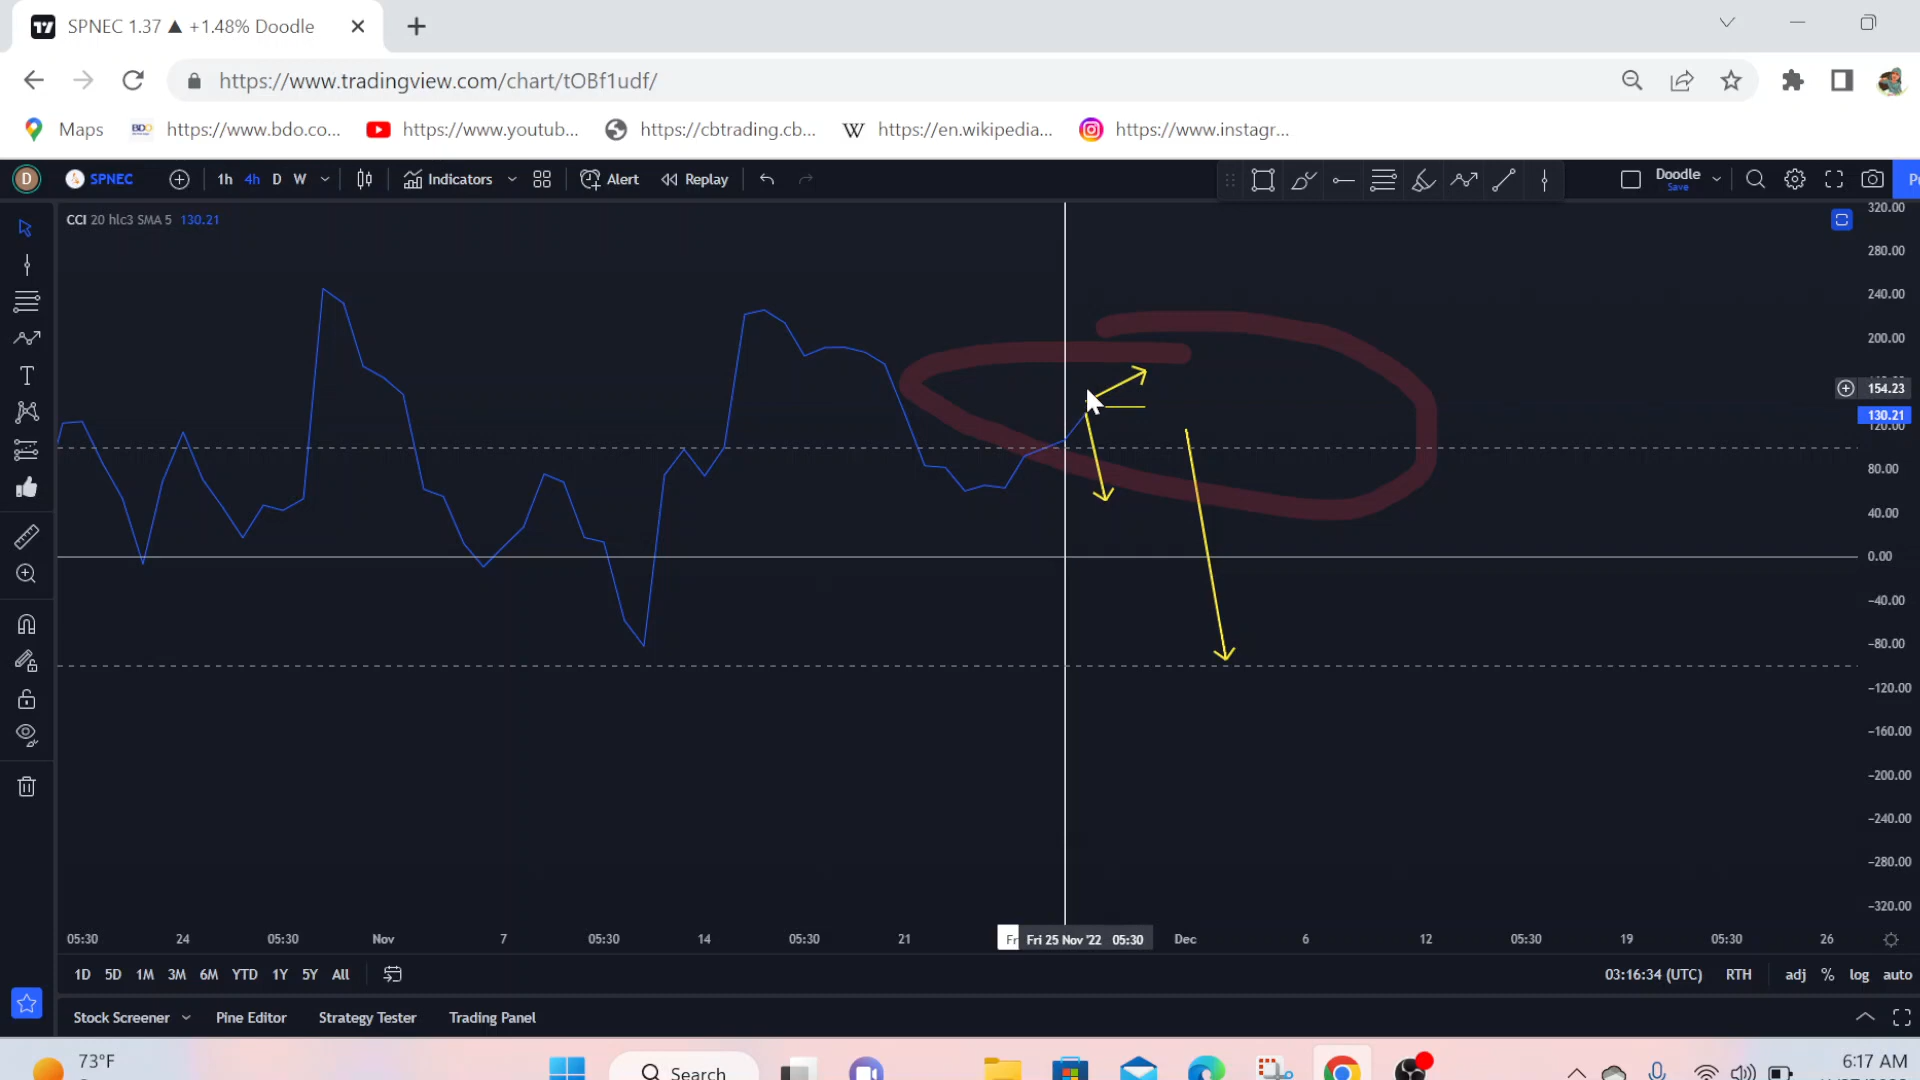 SPNEC 1.37 ▲ +1.48% Doodle
https://www.tradingview.com/chart/tOBf1udf/
Maps
BDO
https://www.bdo.co...
https://www.youtub...
https://cbtrading.cb...
W
https://en.wikipedia...
https://www.instagr...
D SPNEC 1h 4h D W Indicators Alert Replay
Doodle
Save
CCI 20 hlc3 SMA 5 130.21
320.00
280.00
240.00
200.00
154.23
130.21
120.00
80.00
40.00
0.00
−40.00
−80.00
−120.00
−160.00
−200.00
−240.00
−280.00
−320.00
05:30 24 05:30 Nov 7 05:30 14 05:30 21 Fr Fri 25 Nov '22 05:30 Dec 6 12 05:30 19 05:30 26
1D 5D 1M 3M 6M YTD 1Y 5Y All
03:16:34 (UTC) RTH adj % log auto
Stock Screener Pine Editor Strategy Tester Trading Panel
73°F
Search
6:17 AM